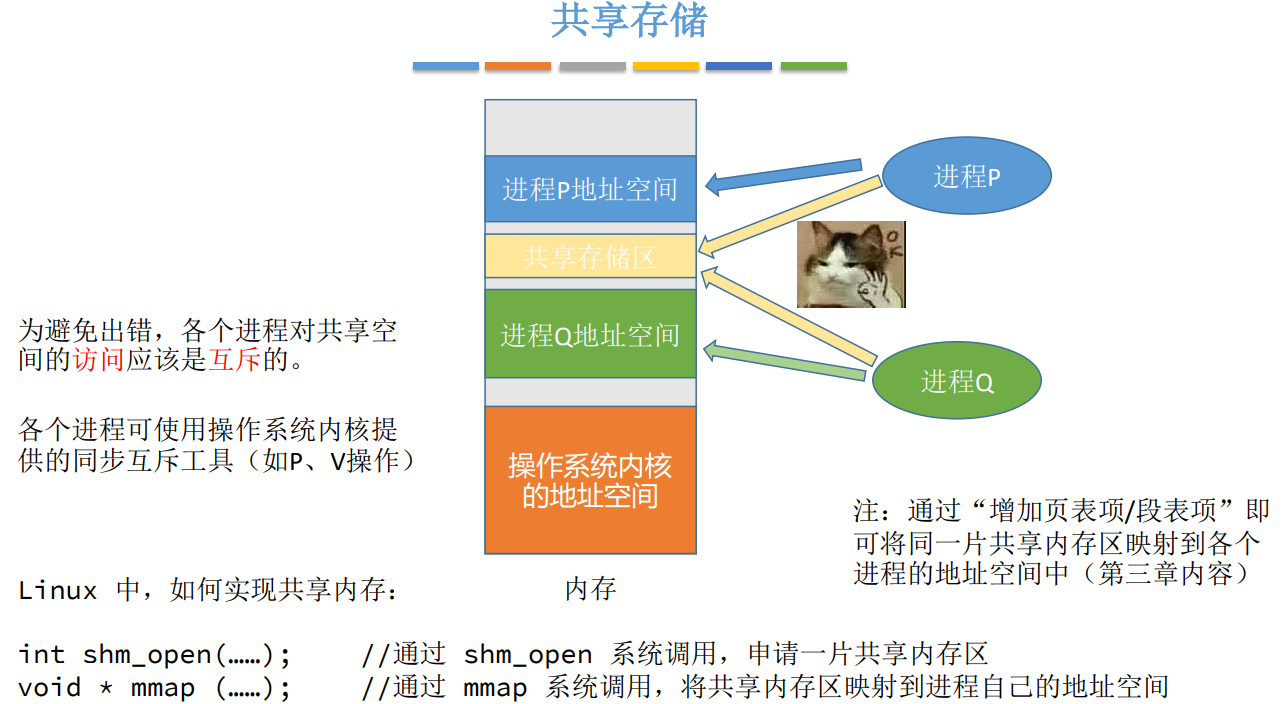 共享存储
进程P地址空间
共享存储区
进程Q地址空间
操作系统内核
的地址空间
内存
进程P
OK
进程Q
为避免出错，各个进程对共享空
间的访问应该是互斥的。
各个进程可使用操作系统内核提
供的同步互斥工具（如P、V操作）
注：通过“增加页表项/段表项”即
可将同一片共享内存区映射到各个
进程的地址空间中（第三章内容）
Linux 中，如何实现共享内存：
int shm_open(……); //通过 shm_open 系统调用，申请一片共享内存区
void * mmap (……); //通过 mmap 系统调用，将共享内存区映射到进程自己的地址空间